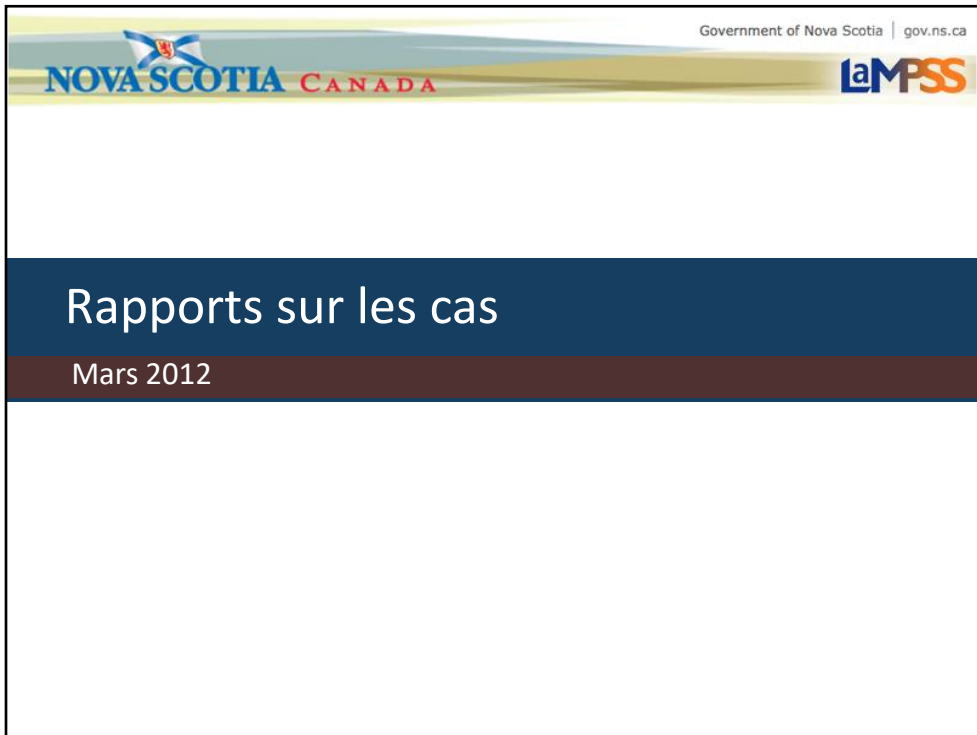 Government of Nova Scotia | gov.ns.ca
NOVA SCOTIA CANADA
LaMPSS
Rapports sur les cas
Mars 2012